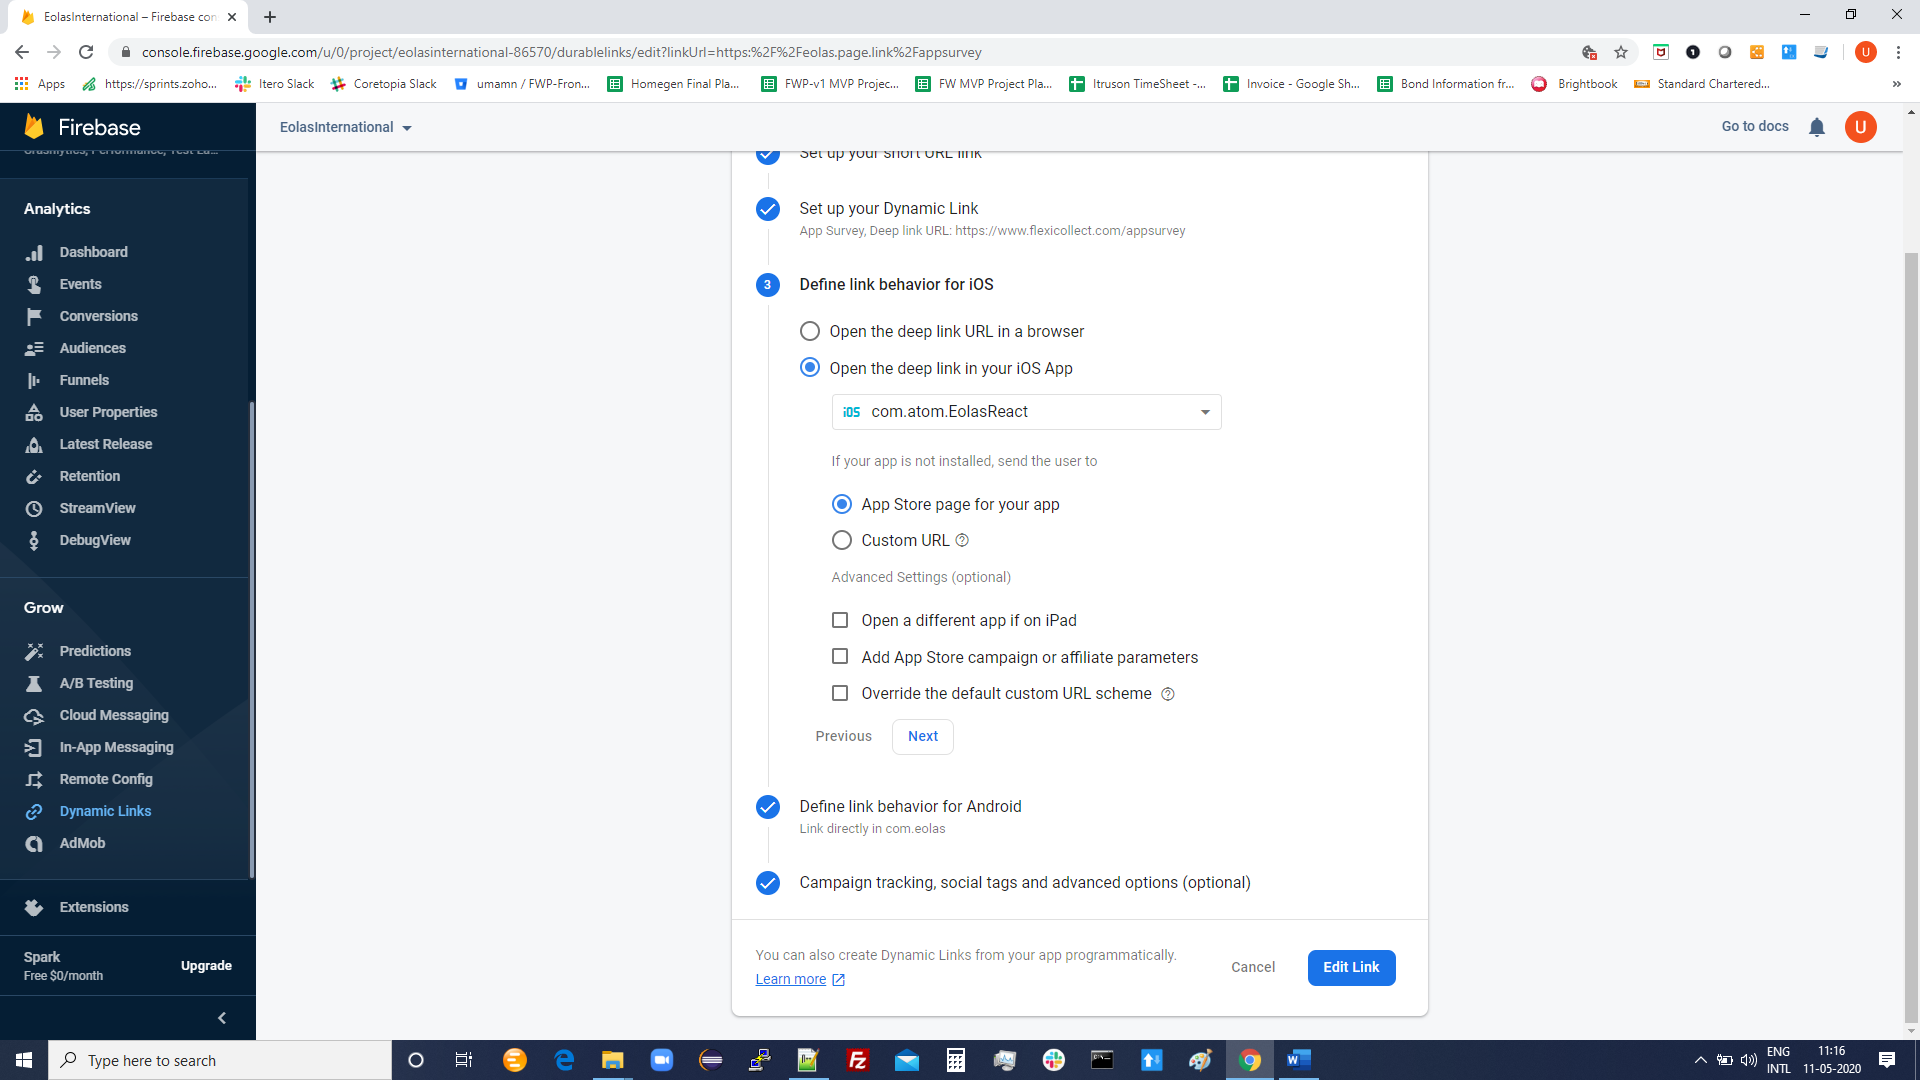 EolasInternational – Firebase con
console.firebase.google.com/u/0/project/eolasinternational-86570/durablelinks/edit?linkUrl=https:%2F%2Feolas.page.link%2Fappsurvey
U
Apps
https://sprints.zoho...
Itero Slack
Coretopia Slack
umamn / FWP-Fron...
Homegen Final Pla...
FWP-v1 MVP Projec...
FW MVP Project Pla...
Itruson TimeSheet -...
Invoice - Google Sh...
Bond Information fr...
Brightbook
Standard Chartered...
»
Firebase
EolasInternational
Go to docs
U
Crashlytics, Performance, Test La...
Analytics
Dashboard
Events
Conversions
Audiences
Funnels
User Properties
Latest Release
Retention
StreamView
DebugView
Grow
Predictions
A/B Testing
Cloud Messaging
In-App Messaging
Remote Config
Dynamic Links
AdMob
Extensions
Spark
Free $0/month
Upgrade
Set up your short URL link
Set up your Dynamic Link
App Survey, Deep link URL: https://www.flexicollect.com/appsurvey
3
Define link behavior for iOS
Open the deep link URL in a browser
Open the deep link in your iOS App
iOS com.atom.EolasReact
If your app is not installed, send the user to
App Store page for your app
Custom URL
Advanced Settings (optional)
Open a different app if on iPad
Add App Store campaign or affiliate parameters
Override the default custom URL scheme
Previous
Next
Define link behavior for Android
Link directly in com.eolas
Campaign tracking, social tags and advanced options (optional)
You can also create Dynamic Links from your app programmatically.
Learn more
Cancel
Edit Link
Type here to search
ENG
INTL
11:16
11-05-2020